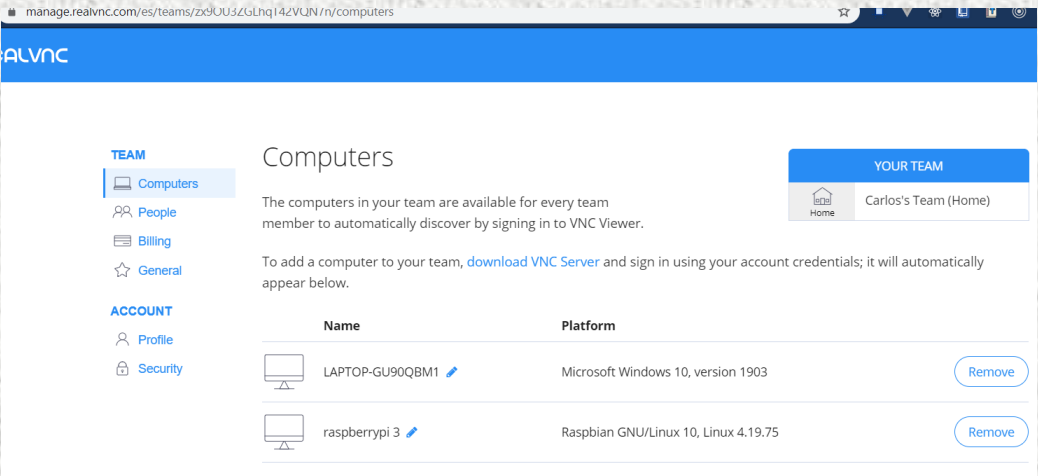 manage.realvnc.com/es/teams/zx9OU3ZGLhqT42VQN7n/computers
REALVNC
TEAM
Computers
People
Billing
General
ACCOUNT
Profile
Security
Computers
The computers in your team are available for every team
member to automatically discover by signing in to VNC Viewer.
To add a computer to your team, download VNC Server and sign in using your account credentials; it will automatically
appear below.
YOUR TEAM
Home
Carlos's Team (Home)
Name Platform
LAPTOP-GU90QBM1 Microsoft Windows 10, version 1903 Remove
raspberrypi 3 Raspbian GNU/Linux 10, Linux 4.19.75 Remove